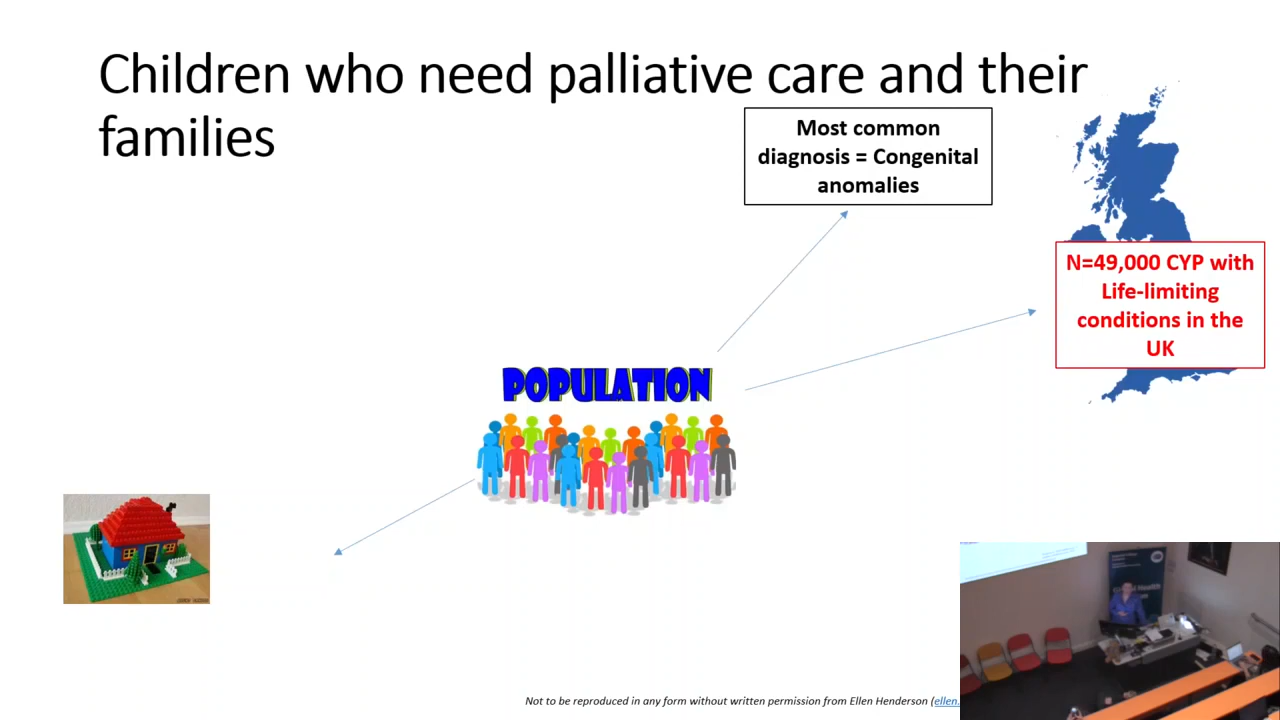 Children who need palliative care and their
families
Most common
diagnosis = Congenital
anomalies
N=49,000 CYP with
Life-limiting
conditions in the
UK
POPULATION
Not to be reproduced in any form without written permission from Ellen Henderson (ellen.